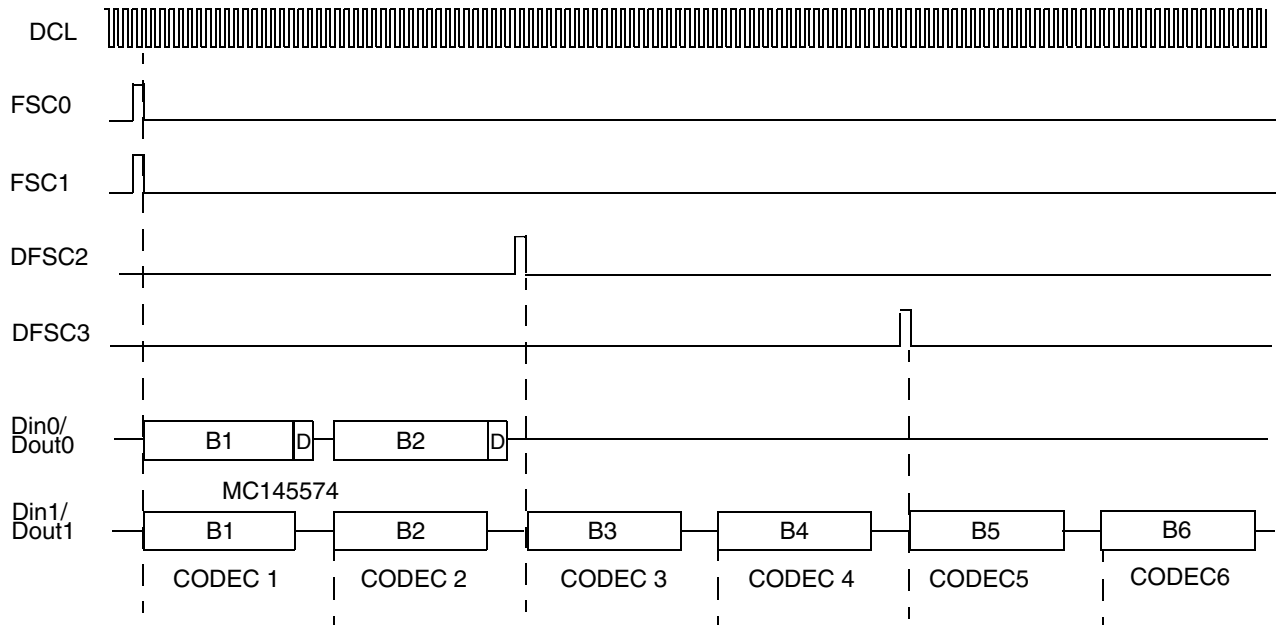 DCL
FSC0
FSC1
DFSC2
DFSC3
Din0/
Dout0
B1 D B2 D
MC145574
Din1/
Dout1
B1 B2 B3 B4 B5 B6
CODEC 1 CODEC 2 CODEC 3 CODEC 4 CODEC5 CODEC6